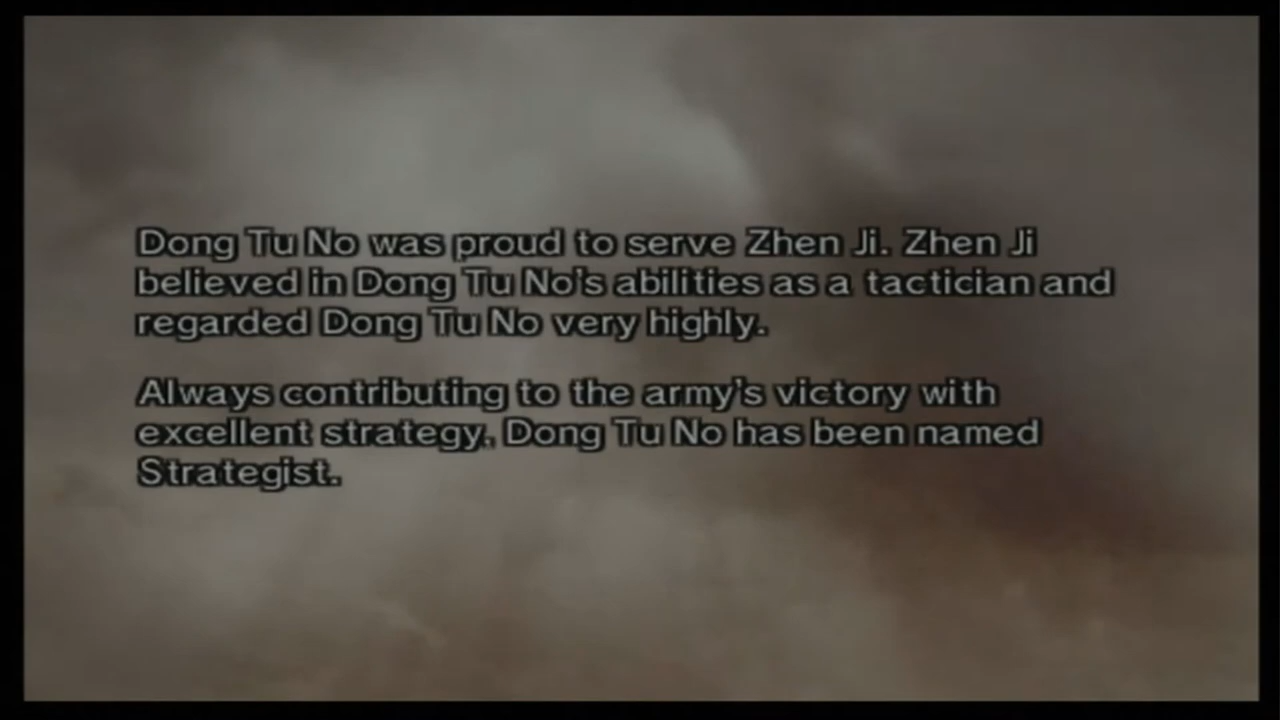 Dong Tu No was proud to serve Zhen Ji. Zhen Ji
believed in Dong Tu No's abilities as a tactician and
regarded Dong Tu No very highly.
Always contributing to the army's victory with
excellent strategy, Dong Tu No has been named
Strategist.